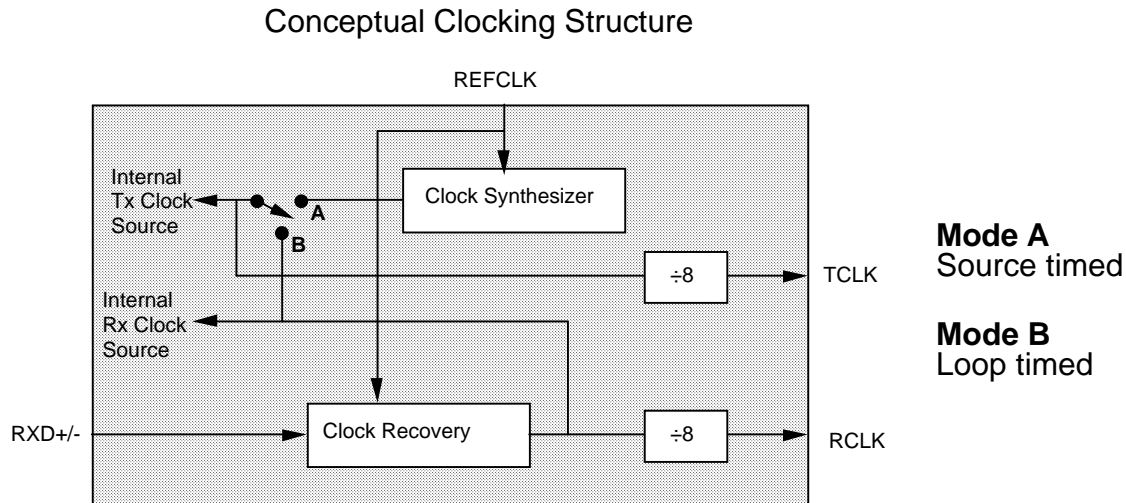 Conceptual Clocking Structure
REFCLK
Internal
Tx Clock
Source
A
B
Clock Synthesizer
÷8
TCLK
Internal
Rx Clock
Source
RXD+/-
Clock Recovery
÷8
RCLK
Mode A
Source timed
Mode B
Loop timed